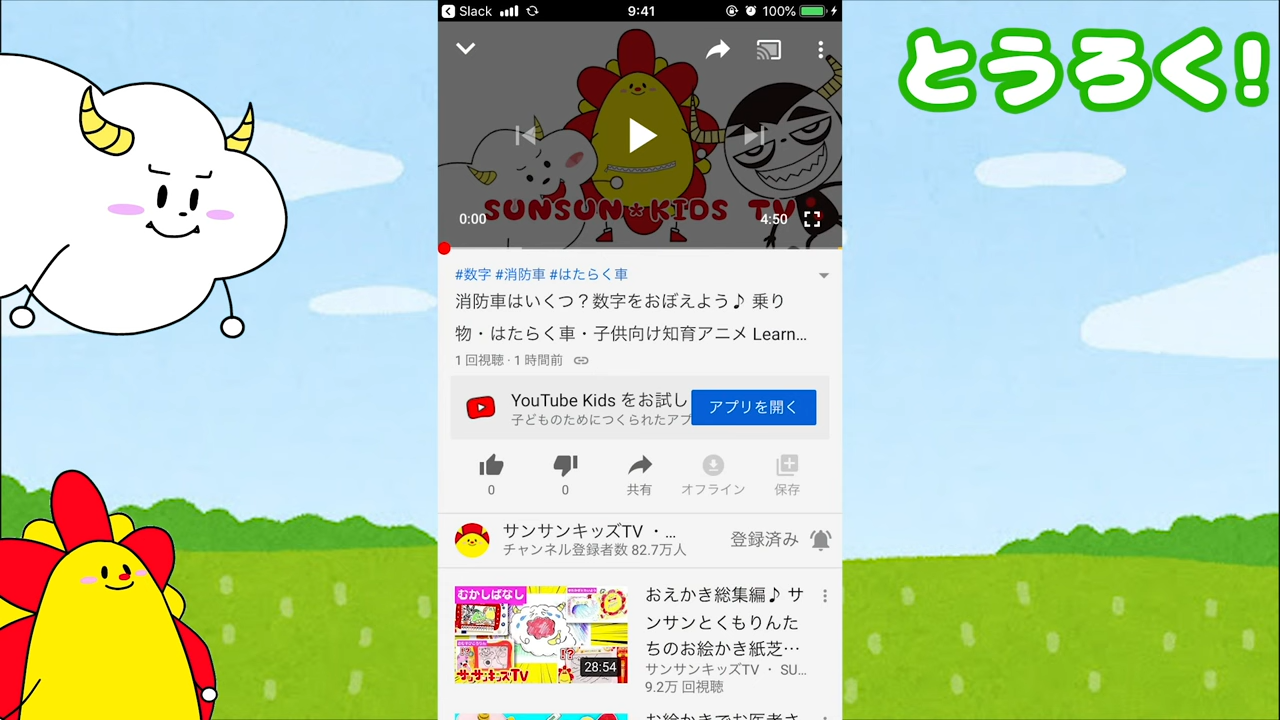 Slack
9:41
100%
とうろく!
SUNSUN KIDS TV
0:00
4:50
#数字 #消防車 #はたらく車
消防車はいくつ？数字をおぼえよう♪ 乗り
物・はたらく車・子供向け知育アニメ Learn...
1 回視聴・1 時間前
YouTube Kids をお試し
子どものためにつくられたアプ
アプリを開く
0
0
共有
オフライン
保存
サンサンキッズTV ・...
チャンネル登録者数 82.7万人
登録済み
むかしばなし
サンサンキッズTV
28:54
おえかき総集編♪ サ
ンサンとくもりんた
ちのお絵かき紙芝…
サンサンキッズTV ・ SU...
9.2万 回視聴